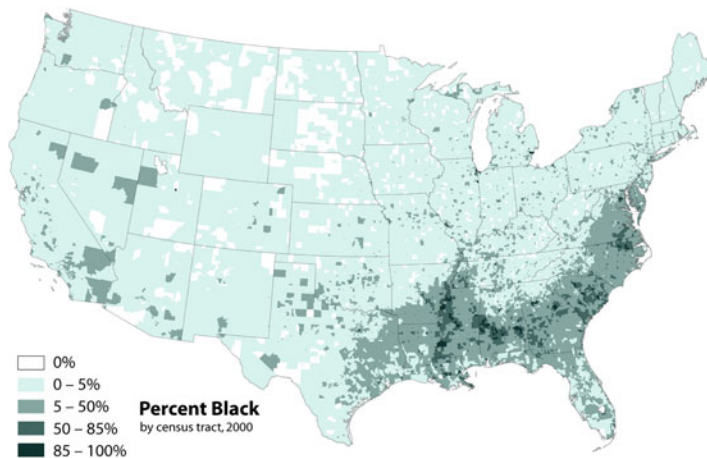 0%
0 – 5%
5 – 50%
50 – 85%
85 – 100%
Percent Black
by census tract, 2000